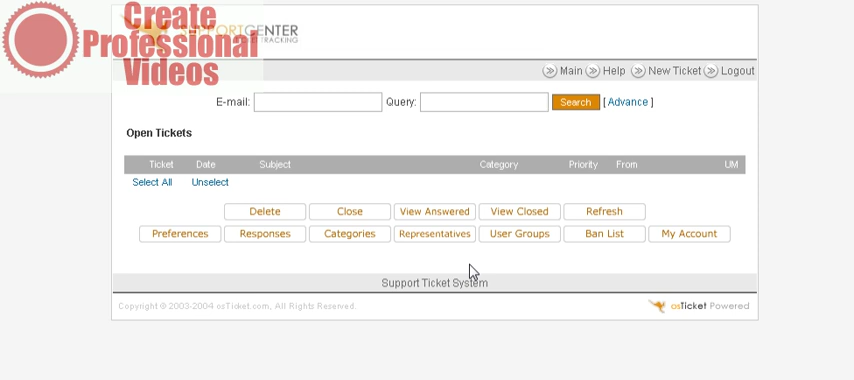 Create
Professional
Videos
SUPPORTCENTER
TRACKING
Main Help New Ticket Logout
E-mail: Query: Search [ Advance ]
Open Tickets
Ticket Date Subject Category Priority From UM
Select All Unselect
Delete Close View Answered View Closed Refresh
Preferences Responses Categories Representatives User Groups Ban List My Account
Support Ticket System
Copyright © 2003-2004 osTicket.com, All Rights Reserved. osTicket Powered